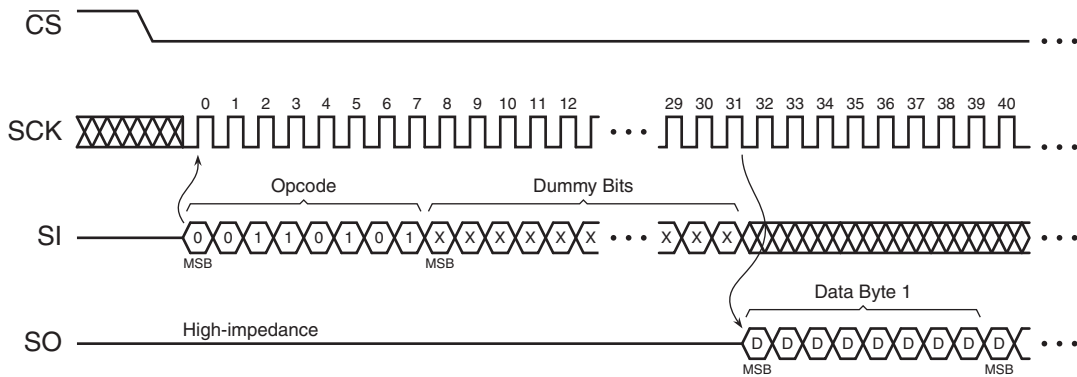 CS
0 1 2 3 4 5 6 7 8 9 10 11 12 29 30 31 32 33 34 35 36 37 38 39 40
SCK
Opcode Dummy Bits
SI 0 0 1 1 0 1 0 1 X X X X X X X X X
MSB MSB
Data Byte 1
High-impedance
SO D D D D D D D D D
MSB MSB